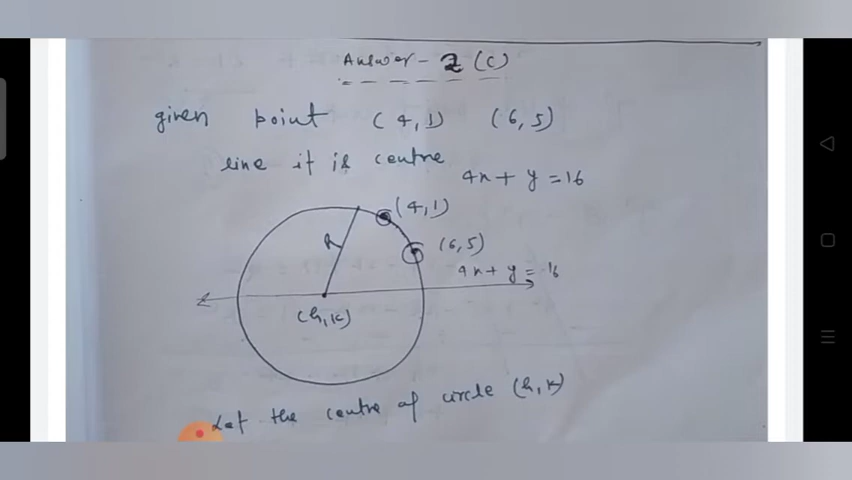 Answer - 2 (C)
given point (4,1) (6,5)
line it is centre
4x + y = 16
(4,1)
(6,5)
4x + y = 16
r
(h,k)
Let the centre of circle (h,k)